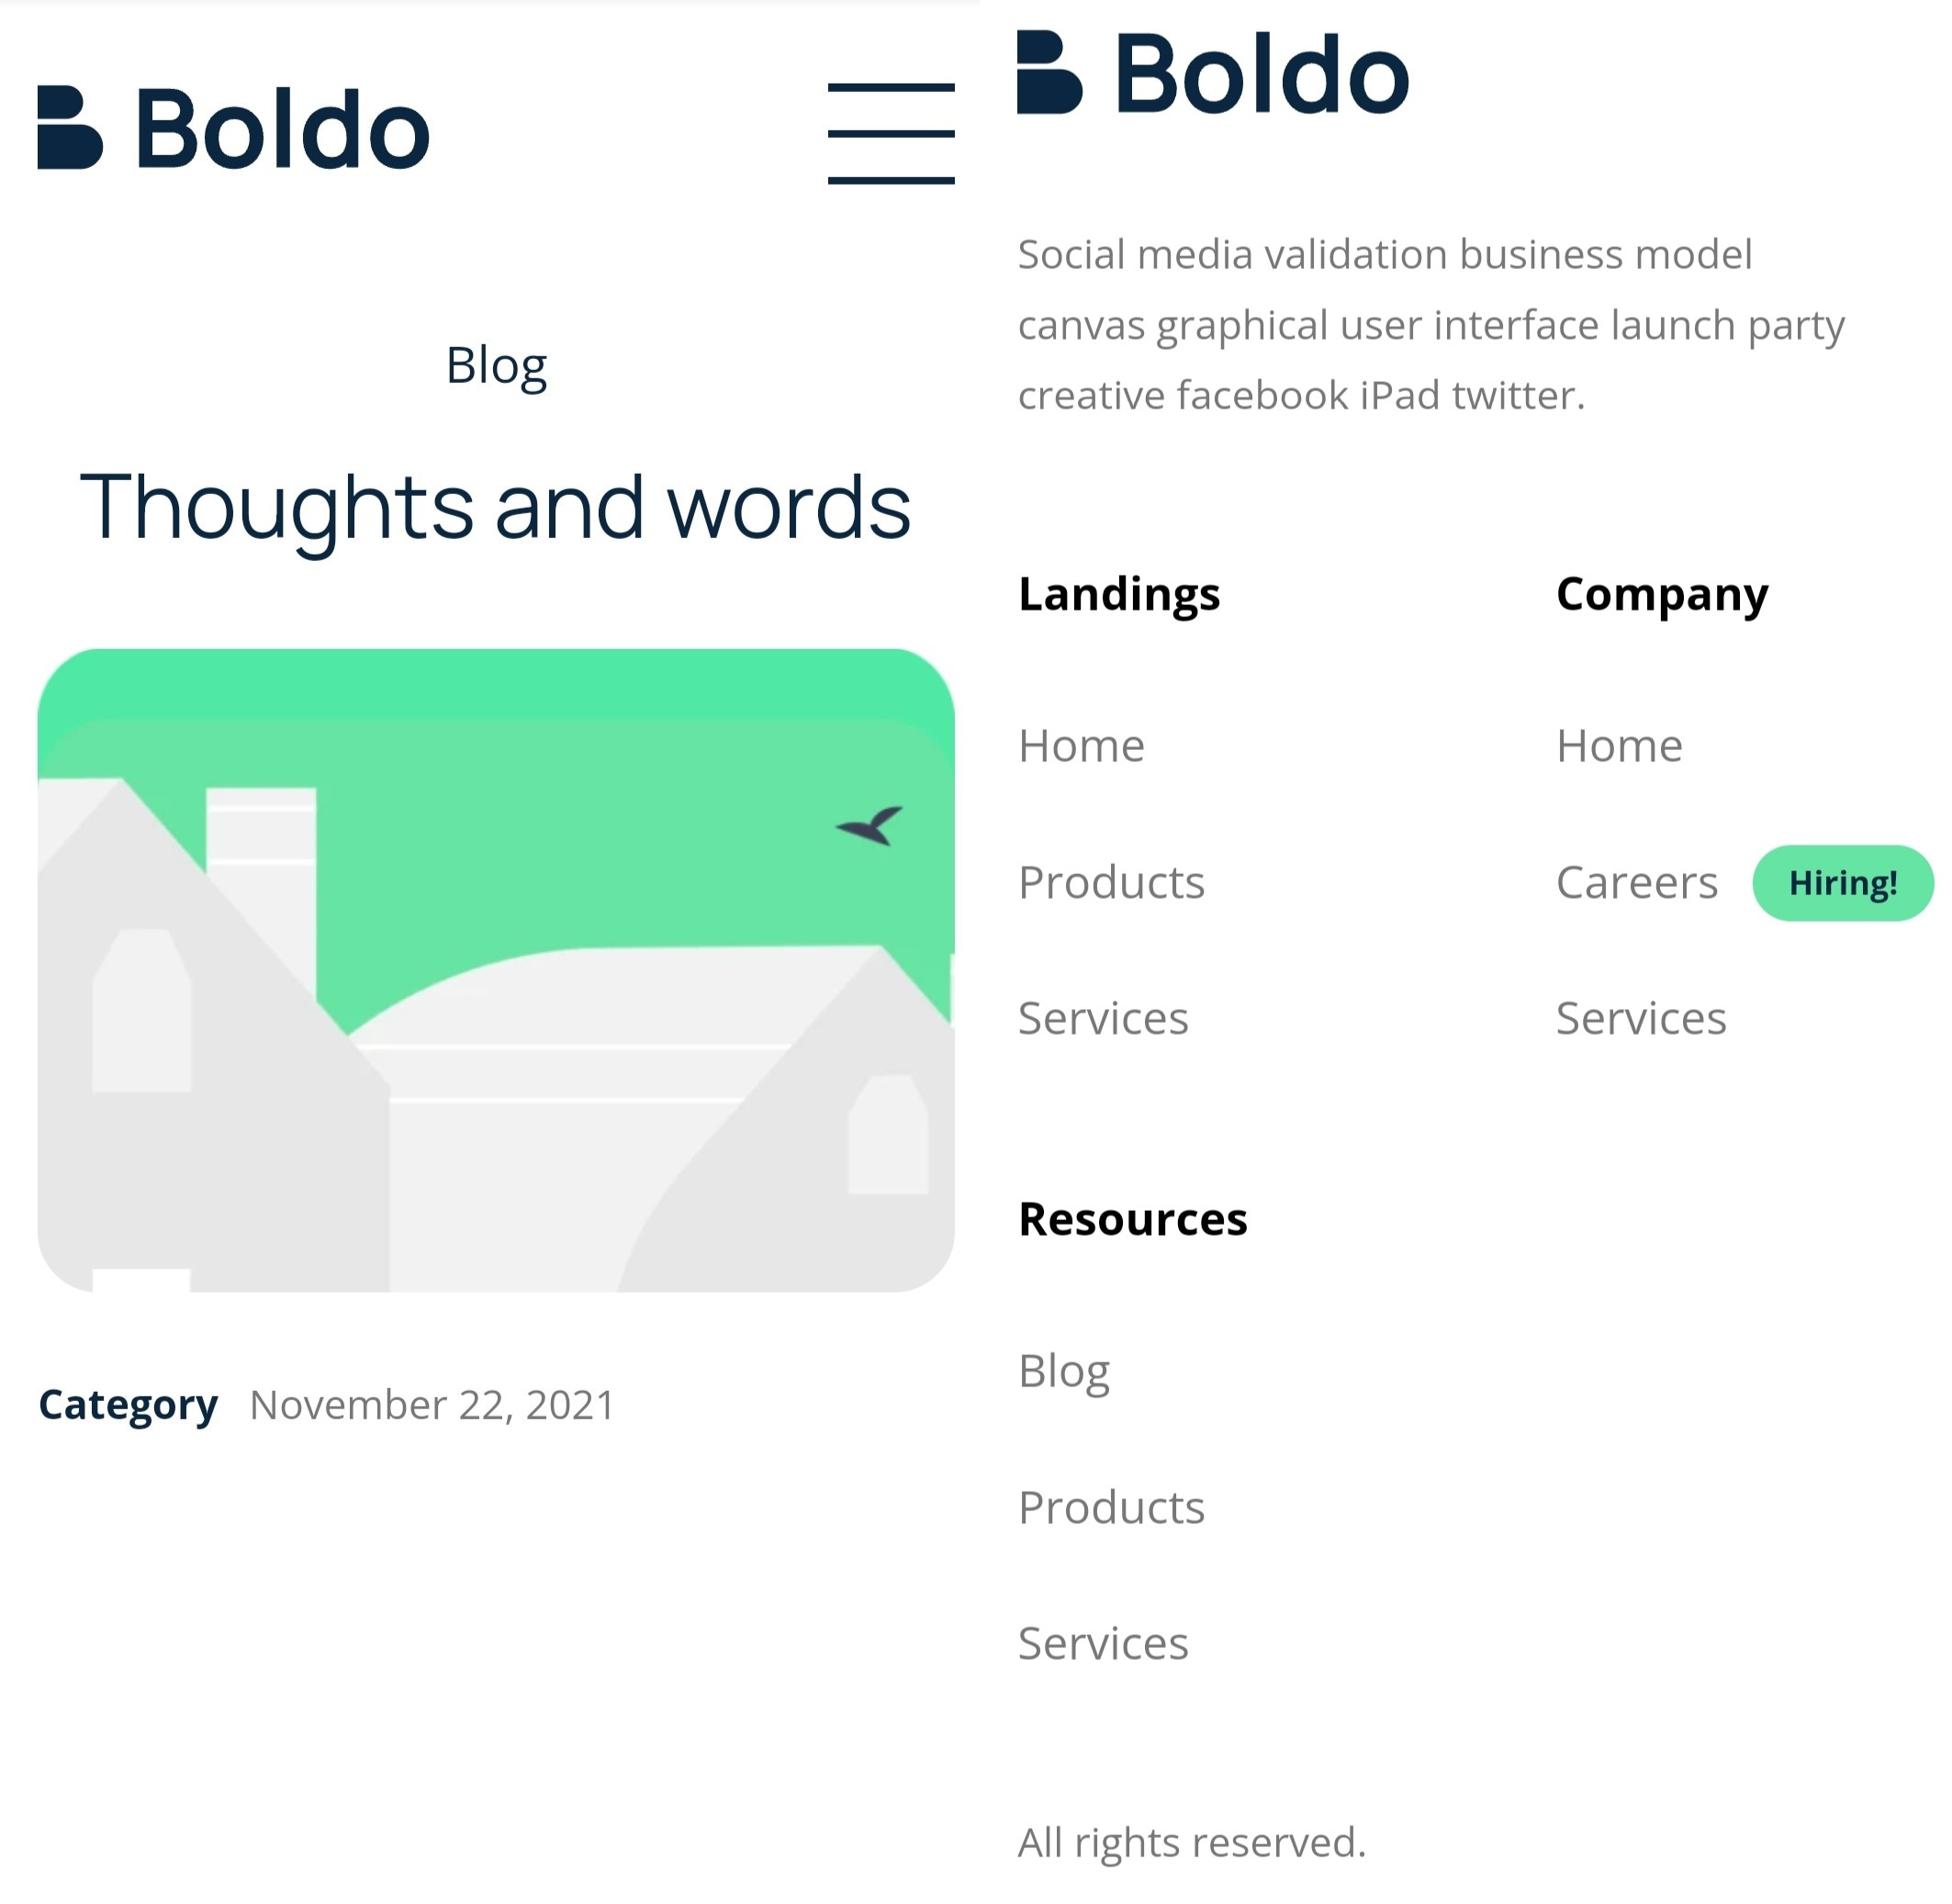 Boldo
Blog
Thoughts and words
Category November 22, 2021
Boldo
Social media validation business model
canvas graphical user interface launch party
creative facebook iPad twitter.
Landings
Home
Products
Services
Company
Home
Careers Hiring!
Services
Resources
Blog
Products
Services
All rights reserved.